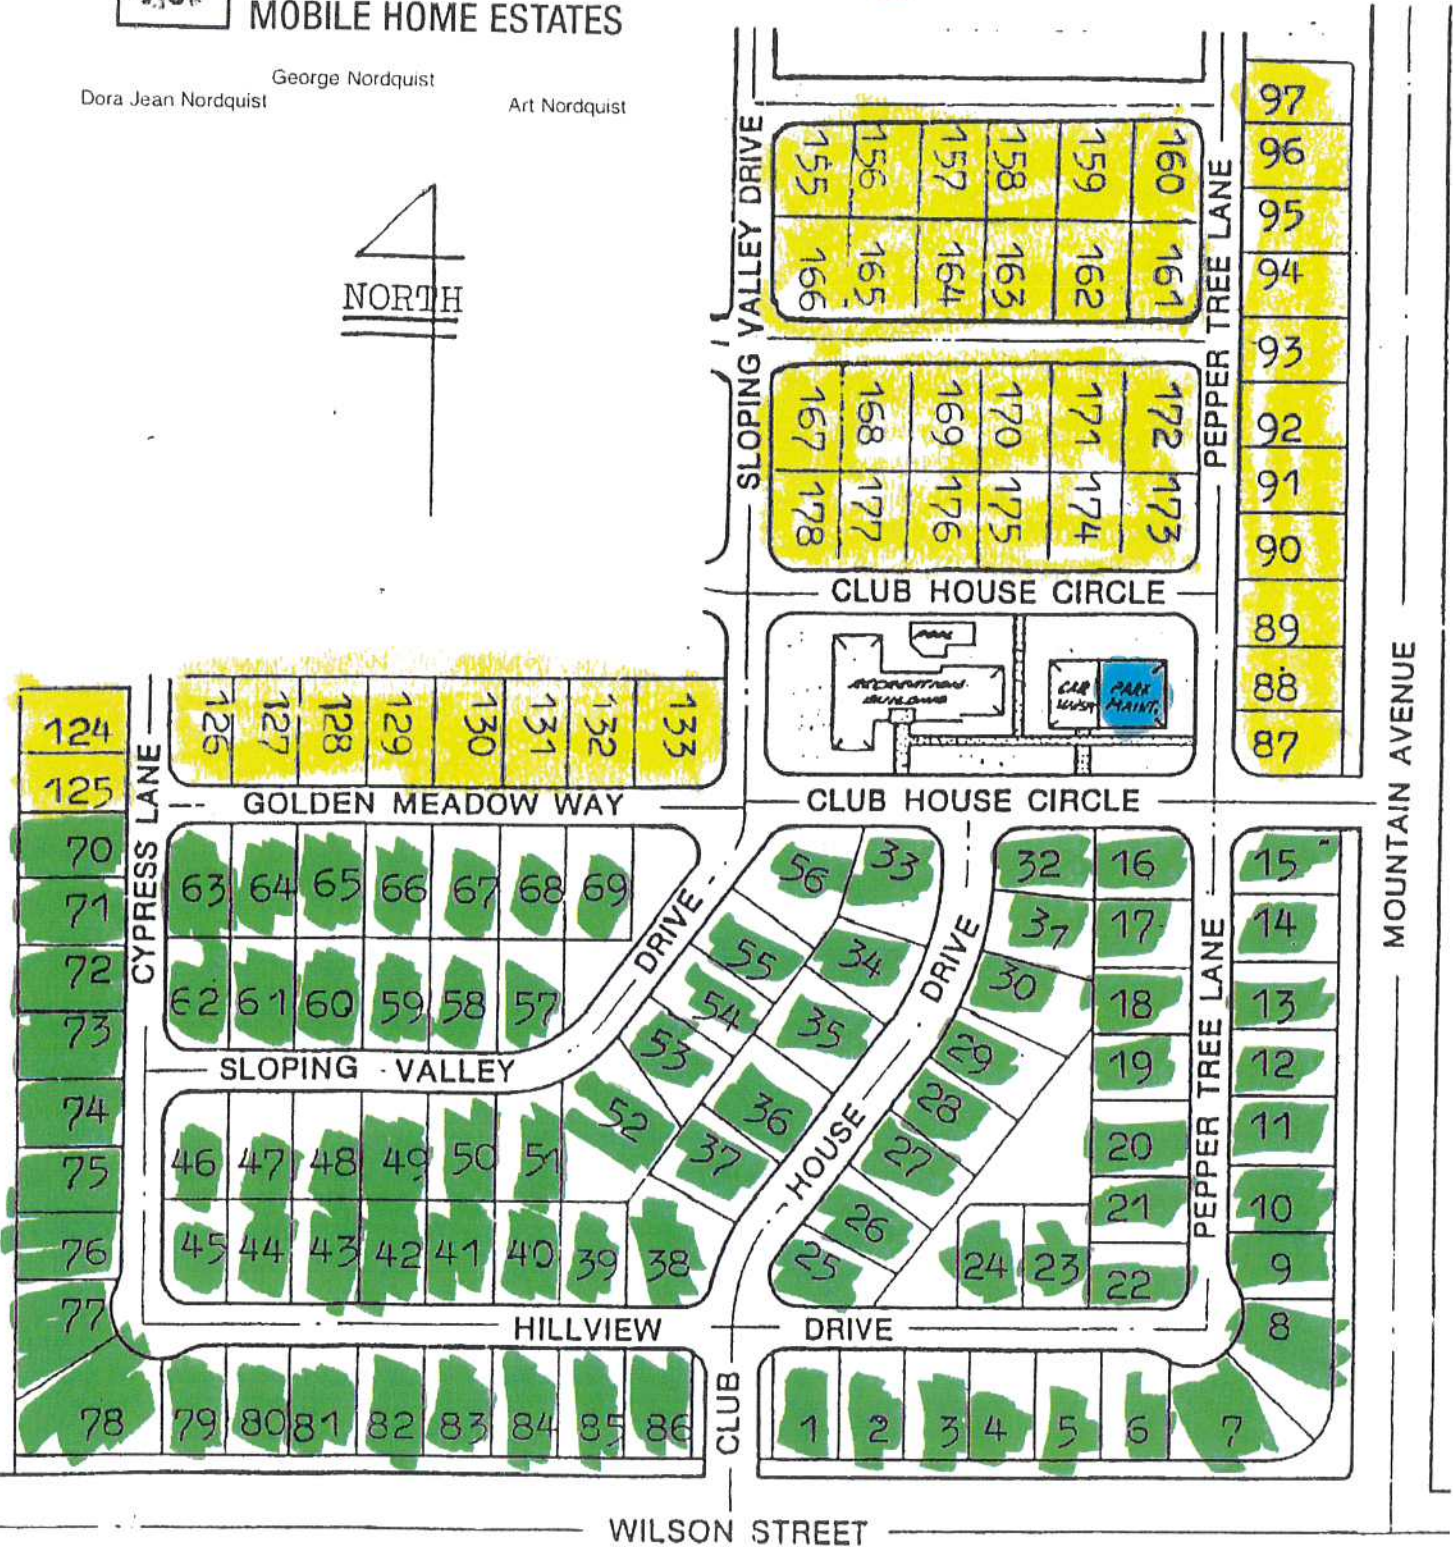 MOBILE HOME ESTATES
George Nordquist
Dora Jean Nordquist
Art Nordquist
NORTH
SLOPING VALLEY DRIVE
155 156 157 158 159 160
166 165 164 163 162 161
167 168 169 170 171 172
178 177 176 175 174 173
PEPPER TREE LANE
97
96
95
94
93
92
91
90
89
88
87
MOUNTAIN AVENUE
CLUB HOUSE CIRCLE
POOL
RECREATION
BUILDING
CAR
WASH
PARK
MAINT.
124
125
126 127 128 129 130 131 132 133
CYPRESS LANE
GOLDEN MEADOW WAY
CLUB HOUSE CIRCLE
70
71
72
73
74
75
76
77
78
63 64 65 66 67 68 69
62 61 60 59 58 57
SLOPING VALLEY DRIVE
46 47 48 49 50 51 52
45 44 43 42 41 40 39 38
56 33
55 34
54 35
53 36
37
CLUB HOUSE DRIVE
32 16
37 17
30 18
29 19
28 20
27 21
26 22
25 24 23
PEPPER TREE LANE
15
14
13
12
11
10
9
8
HILLVIEW DRIVE
79 80 81 82 83 84 85 86
1 2 3 4 5 6 7
WILSON STREET